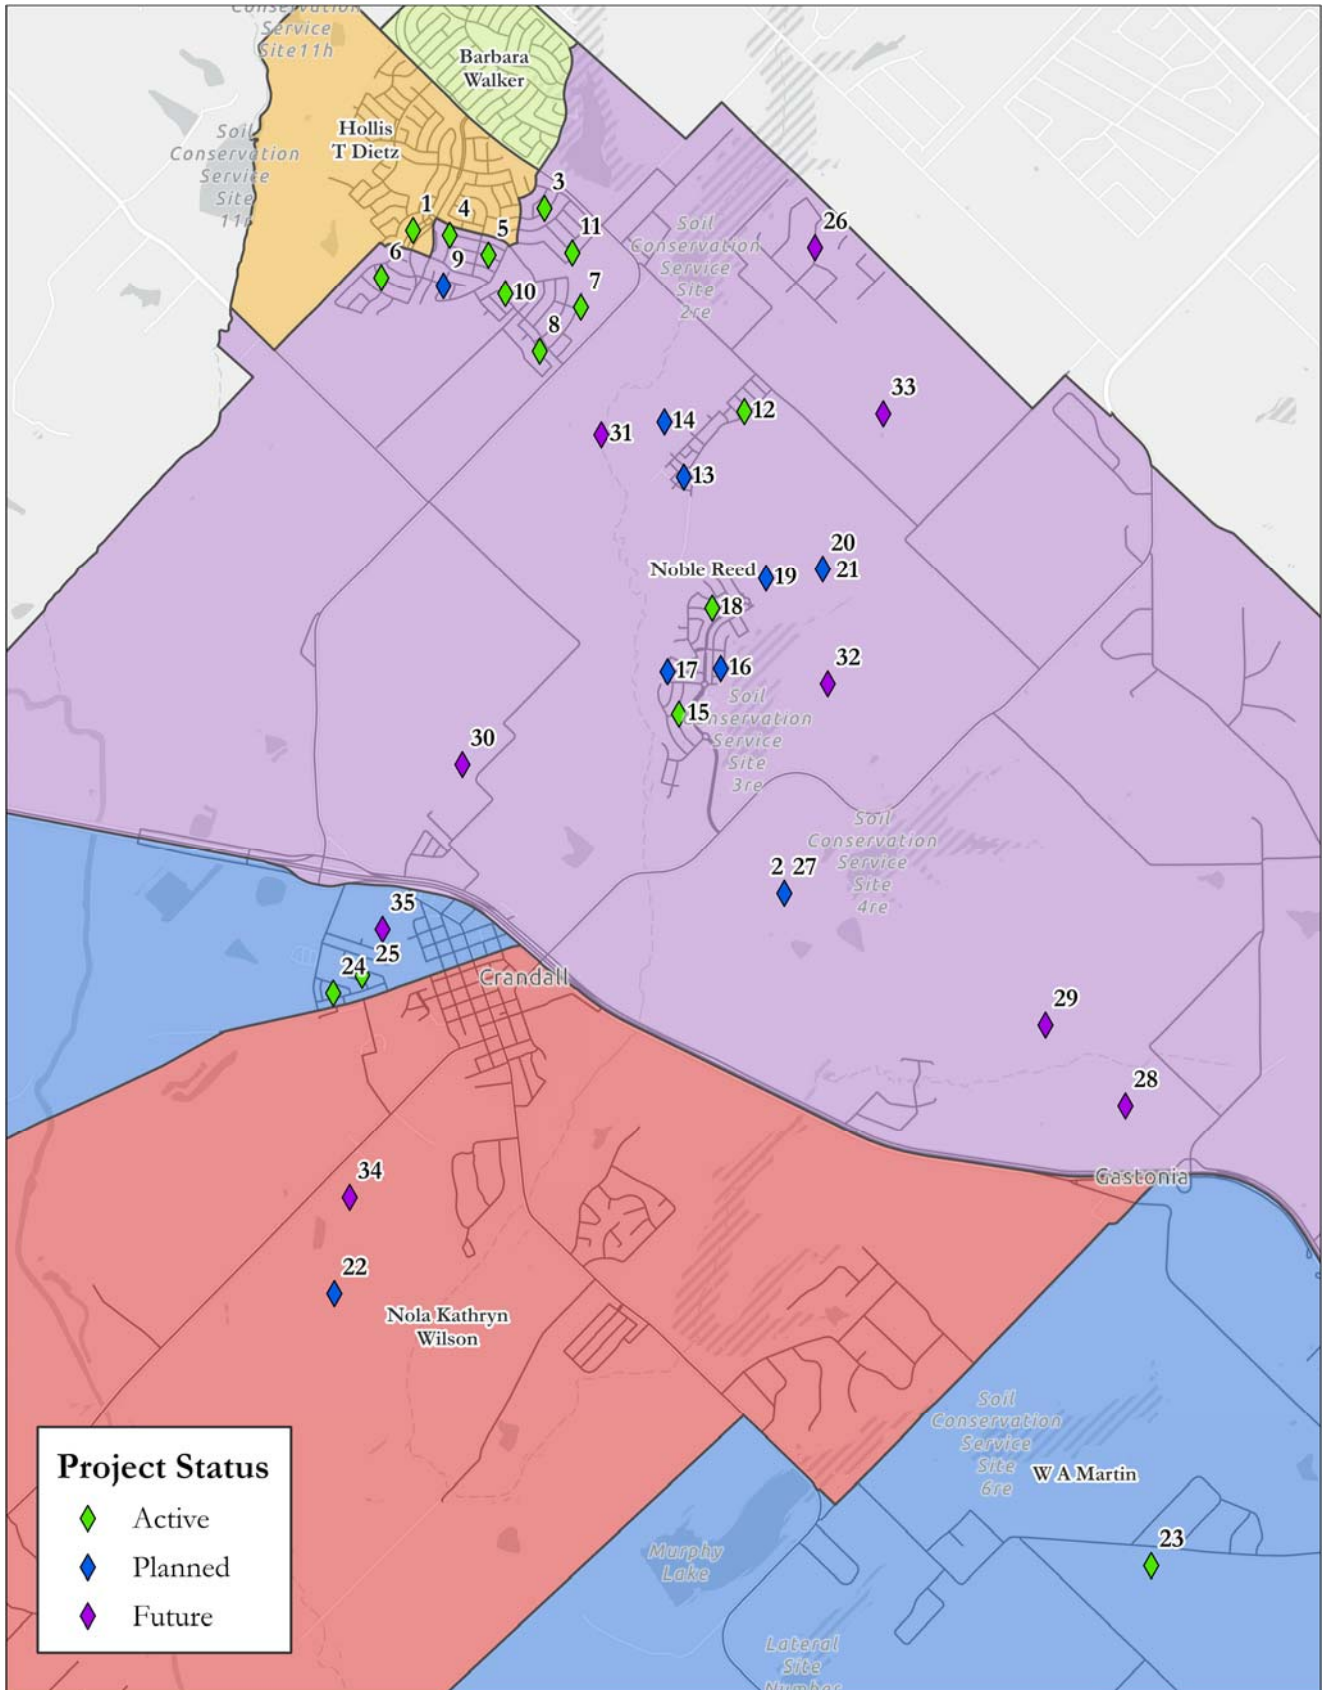 Conservation
Service
Site11h
Barbara
Walker
Hollis
T Dietz
Soil
Conservation
Service
Site
3
1
4
5
11
6
9
26
Soil
Conservation
Service
Site
2re
7
10
8
12
33
14
31
13
20
21
Noble Reed
19
18
17
16
32
15
Soil
Conservation
Service
Site
3re
30
Soil
Conservation
Service
Site
4re
2 27
35
25
24
Crandall
29
28
Gastonia
34
22
Nola Kathryn
Wilson
Soil
Conservation
Service
Site
6re
W A Martin
23
Murphy
Lake
Lateral
Site
Number
Project Status
Active
Planned
Future